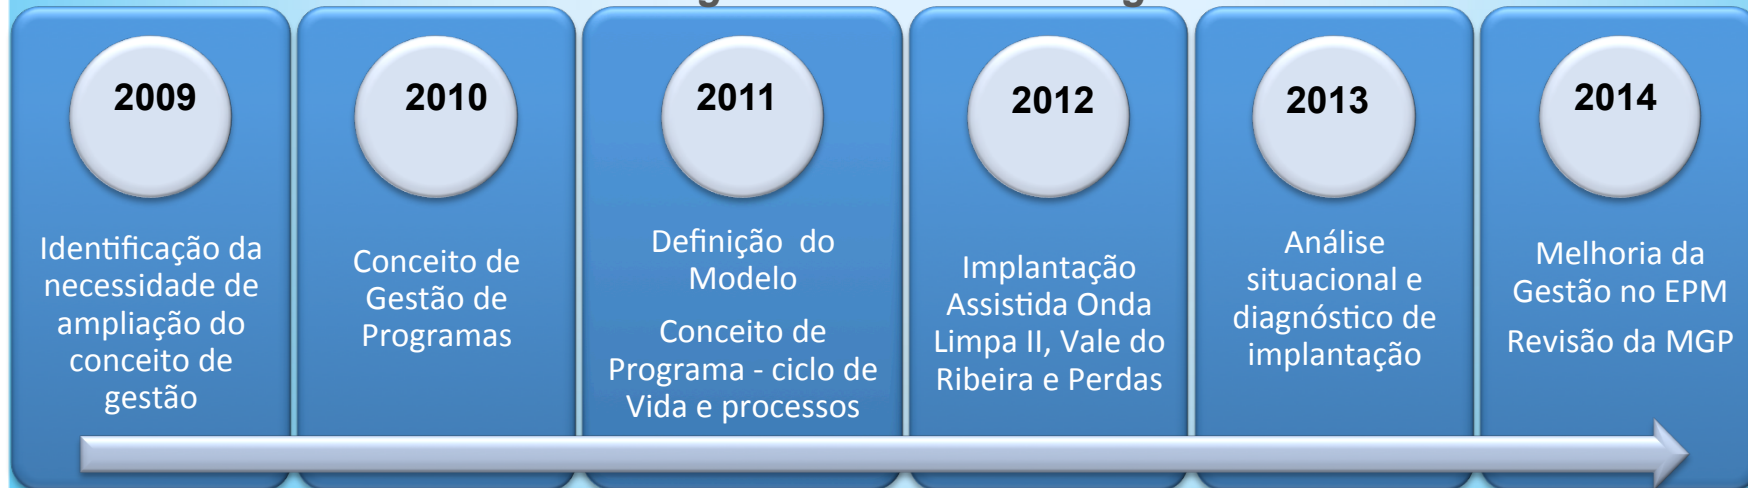 2009
Identificação da
necessidade de
ampliação do
conceito de
gestão
2010
Conceito de
Gestão de
Programas
2011
Definição do
Modelo
Conceito de
Programa - ciclo de
Vida e processos
2012
Implantação
Assistida Onda
Limpa II, Vale do
Ribeira e Perdas
2013
Análise
situacional e
diagnóstico de
implantação
2014
Melhoria da
Gestão no EPM
Revisão da MGP